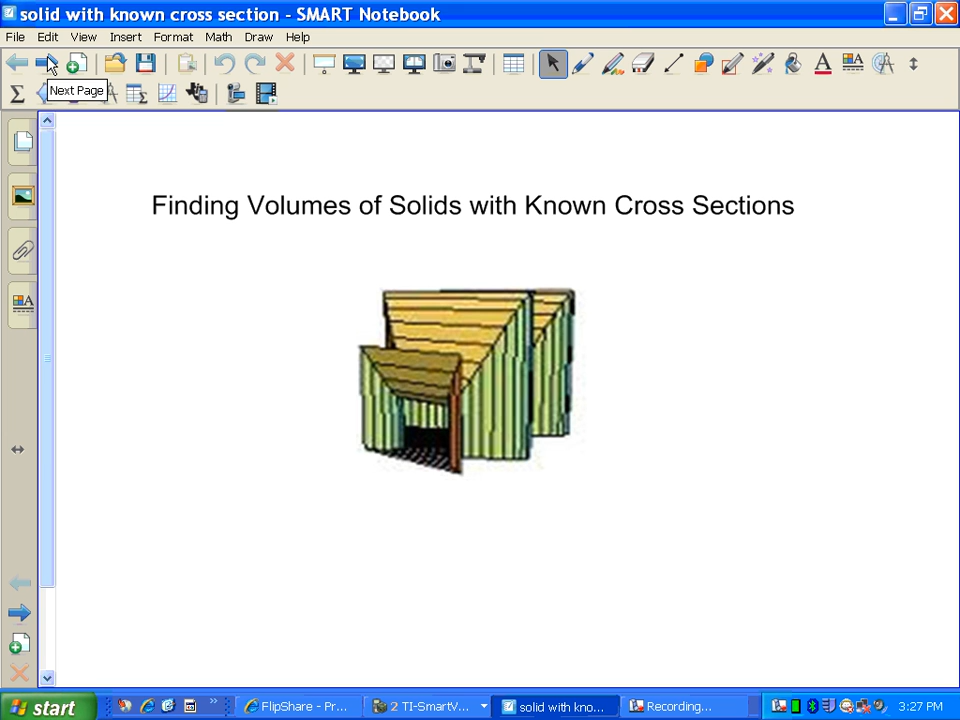 solid with known cross section - SMART Notebook
File Edit View Insert Format Math Draw Help
Next Page
Finding Volumes of Solids with Known Cross Sections
start
FlipShare - Pr...
2 TI-SmartV...
solid with kno...
Recording...
3:27 PM